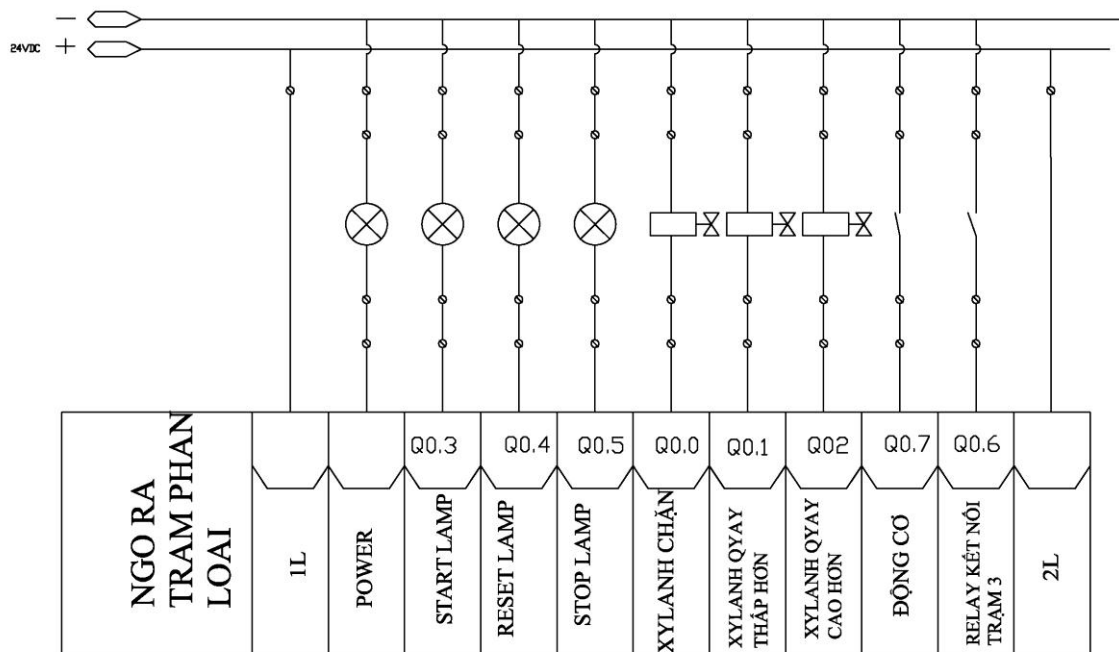 −
24VDC +
Q0.3 Q0.4 Q0.5 Q0.0 Q0.1 Q02 Q0.7 Q0.6
NGO RA
TRAM PHAN
LOAI
1L
POWER
START LAMP
RESET LAMP
STOP LAMP
XYLANH CHẶN
XYLANH QYAY
THẤP HƠN
XYLANH QYAY
CAO HƠN
ĐỘNG CƠ
RELAY KẾT NỐI
TRẠM 3
2L